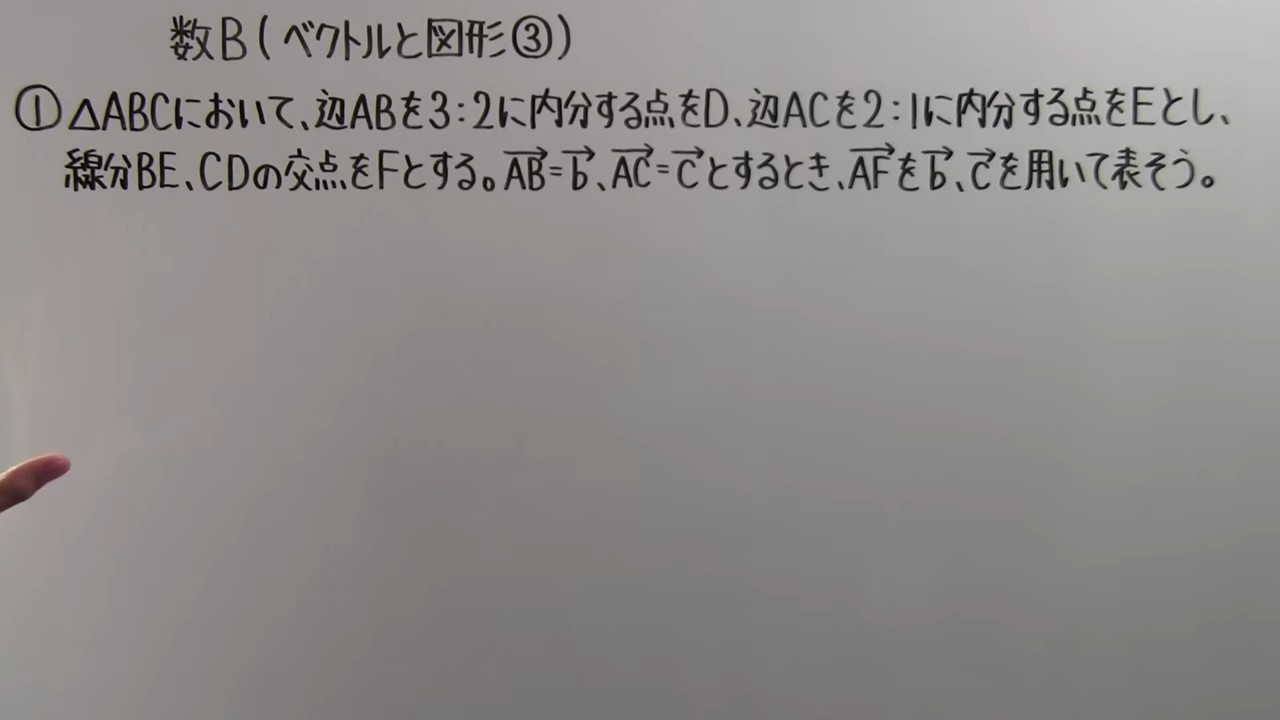 数B(ベクトルと図形③)
①△ABCにおいて、辺ABを3:2に内分する点をD、辺ACを2:1に内分する点をEとし、
線分BE、CDの交点をFとする。AB→=b→、AC→=c→とするとき、AF→をb→、c→を用いて表そう。